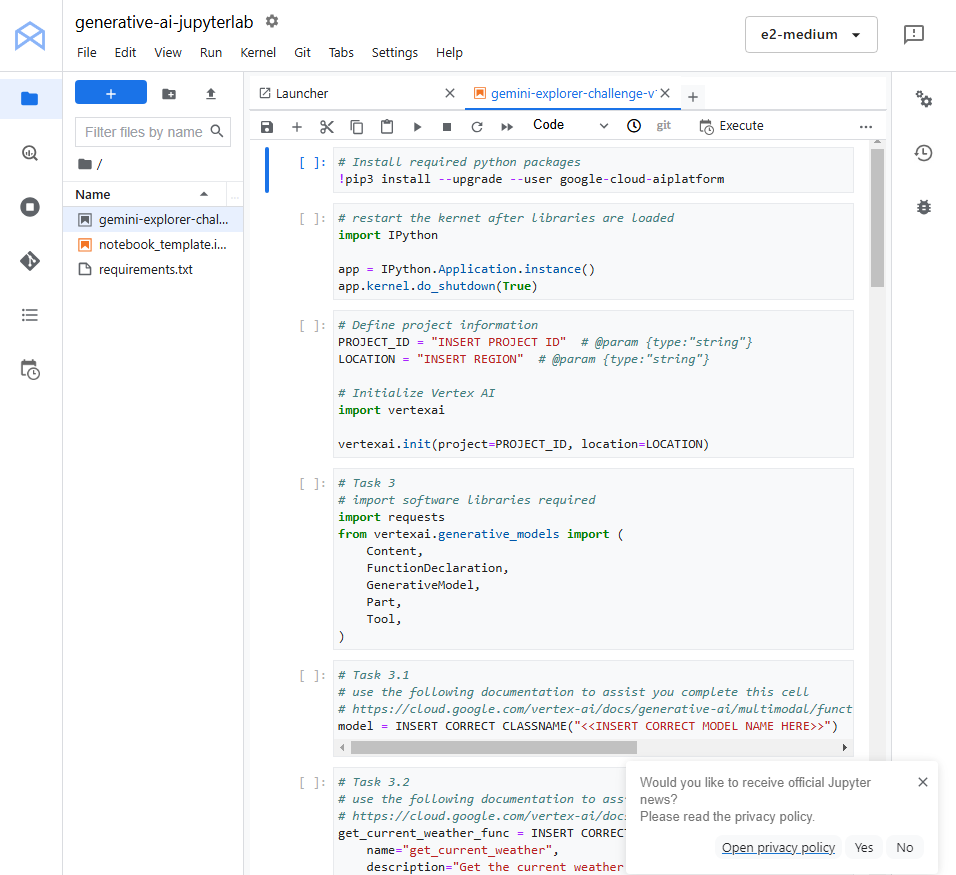 generative-ai-jupyterlab
File Edit View Run Kernel Git Tabs Settings Help
e2-medium
Filter files by name
/
Name
gemini-explorer-chal...
notebook_template.i...
requirements.txt
Launcher
gemini-explorer-challenge-v
Code
git
Execute
[ ]:
# Install required python packages
!pip3 install --upgrade --user google-cloud-aiplatform
[ ]:
# restart the kernel after libraries are loaded
import IPython
app = IPython.Application.instance()
app.kernel.do_shutdown(True)
[ ]:
# Define project information
PROJECT_ID = "INSERT PROJECT ID"  # @param {type:"string"}
LOCATION = "INSERT REGION"  # @param {type:"string"}
# Initialize Vertex AI
import vertexai
vertexai.init(project=PROJECT_ID, location=LOCATION)
[ ]:
# Task 3
# import software libraries required
import requests
from vertexai.generative_models import (
    Content,
    FunctionDeclaration,
    GenerativeModel,
    Part,
    Tool,
)
[ ]:
# Task 3.1
# use the following documentation to assist you complete this cell
# https://cloud.google.com/vertex-ai/docs/generative-ai/multimodal/funct
model = INSERT CORRECT CLASSNAME("<<INSERT CORRECT MODEL NAME HERE>>")
[ ]:
# Task 3.2
# use the following documentation to ass
# https://cloud.google.com/vertex-ai/doc
get_current_weather_func = INSERT CORRECT
    name="get_current_weather",
    description="Get the current weather
Would you like to receive official Jupyter
news?
Please read the privacy policy.
Open privacy policy Yes No